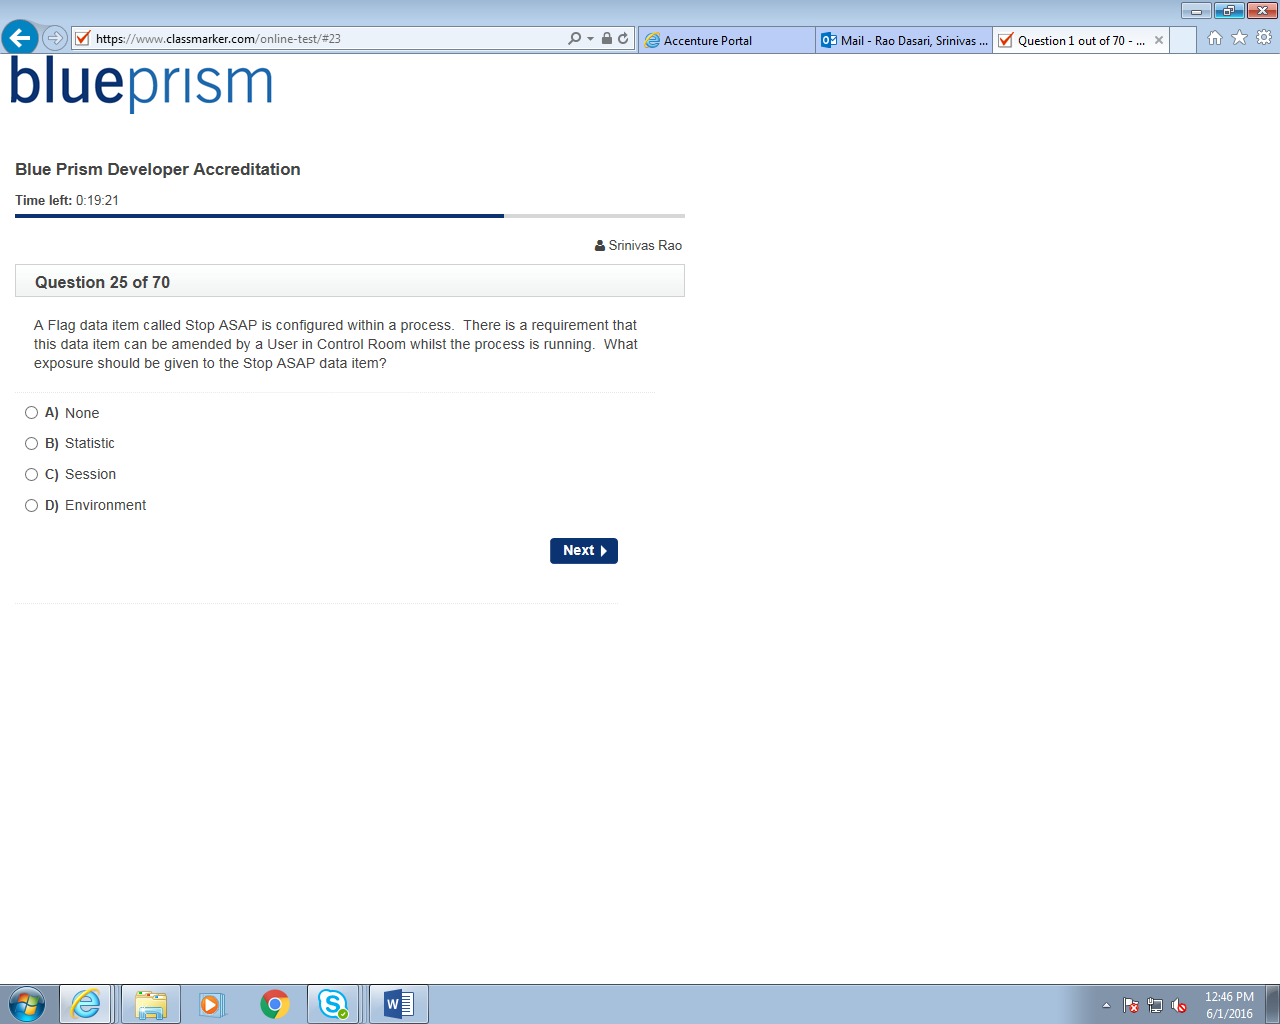 https://www.classmarker.com/online-test/#23
Accenture Portal
Mail - Rao Dasari, Srinivas ...
Question 1 out of 70 - ...
blueprism
Blue Prism Developer Accreditation
Time left: 0:19:21
Srinivas Rao
Question 25 of 70
A Flag data item called Stop ASAP is configured within a process.  There is a requirement that
this data item can be amended by a User in Control Room whilst the process is running.  What
exposure should be given to the Stop ASAP data item?
A) None
B) Statistic
C) Session
D) Environment
Next
12:46 PM
6/1/2016